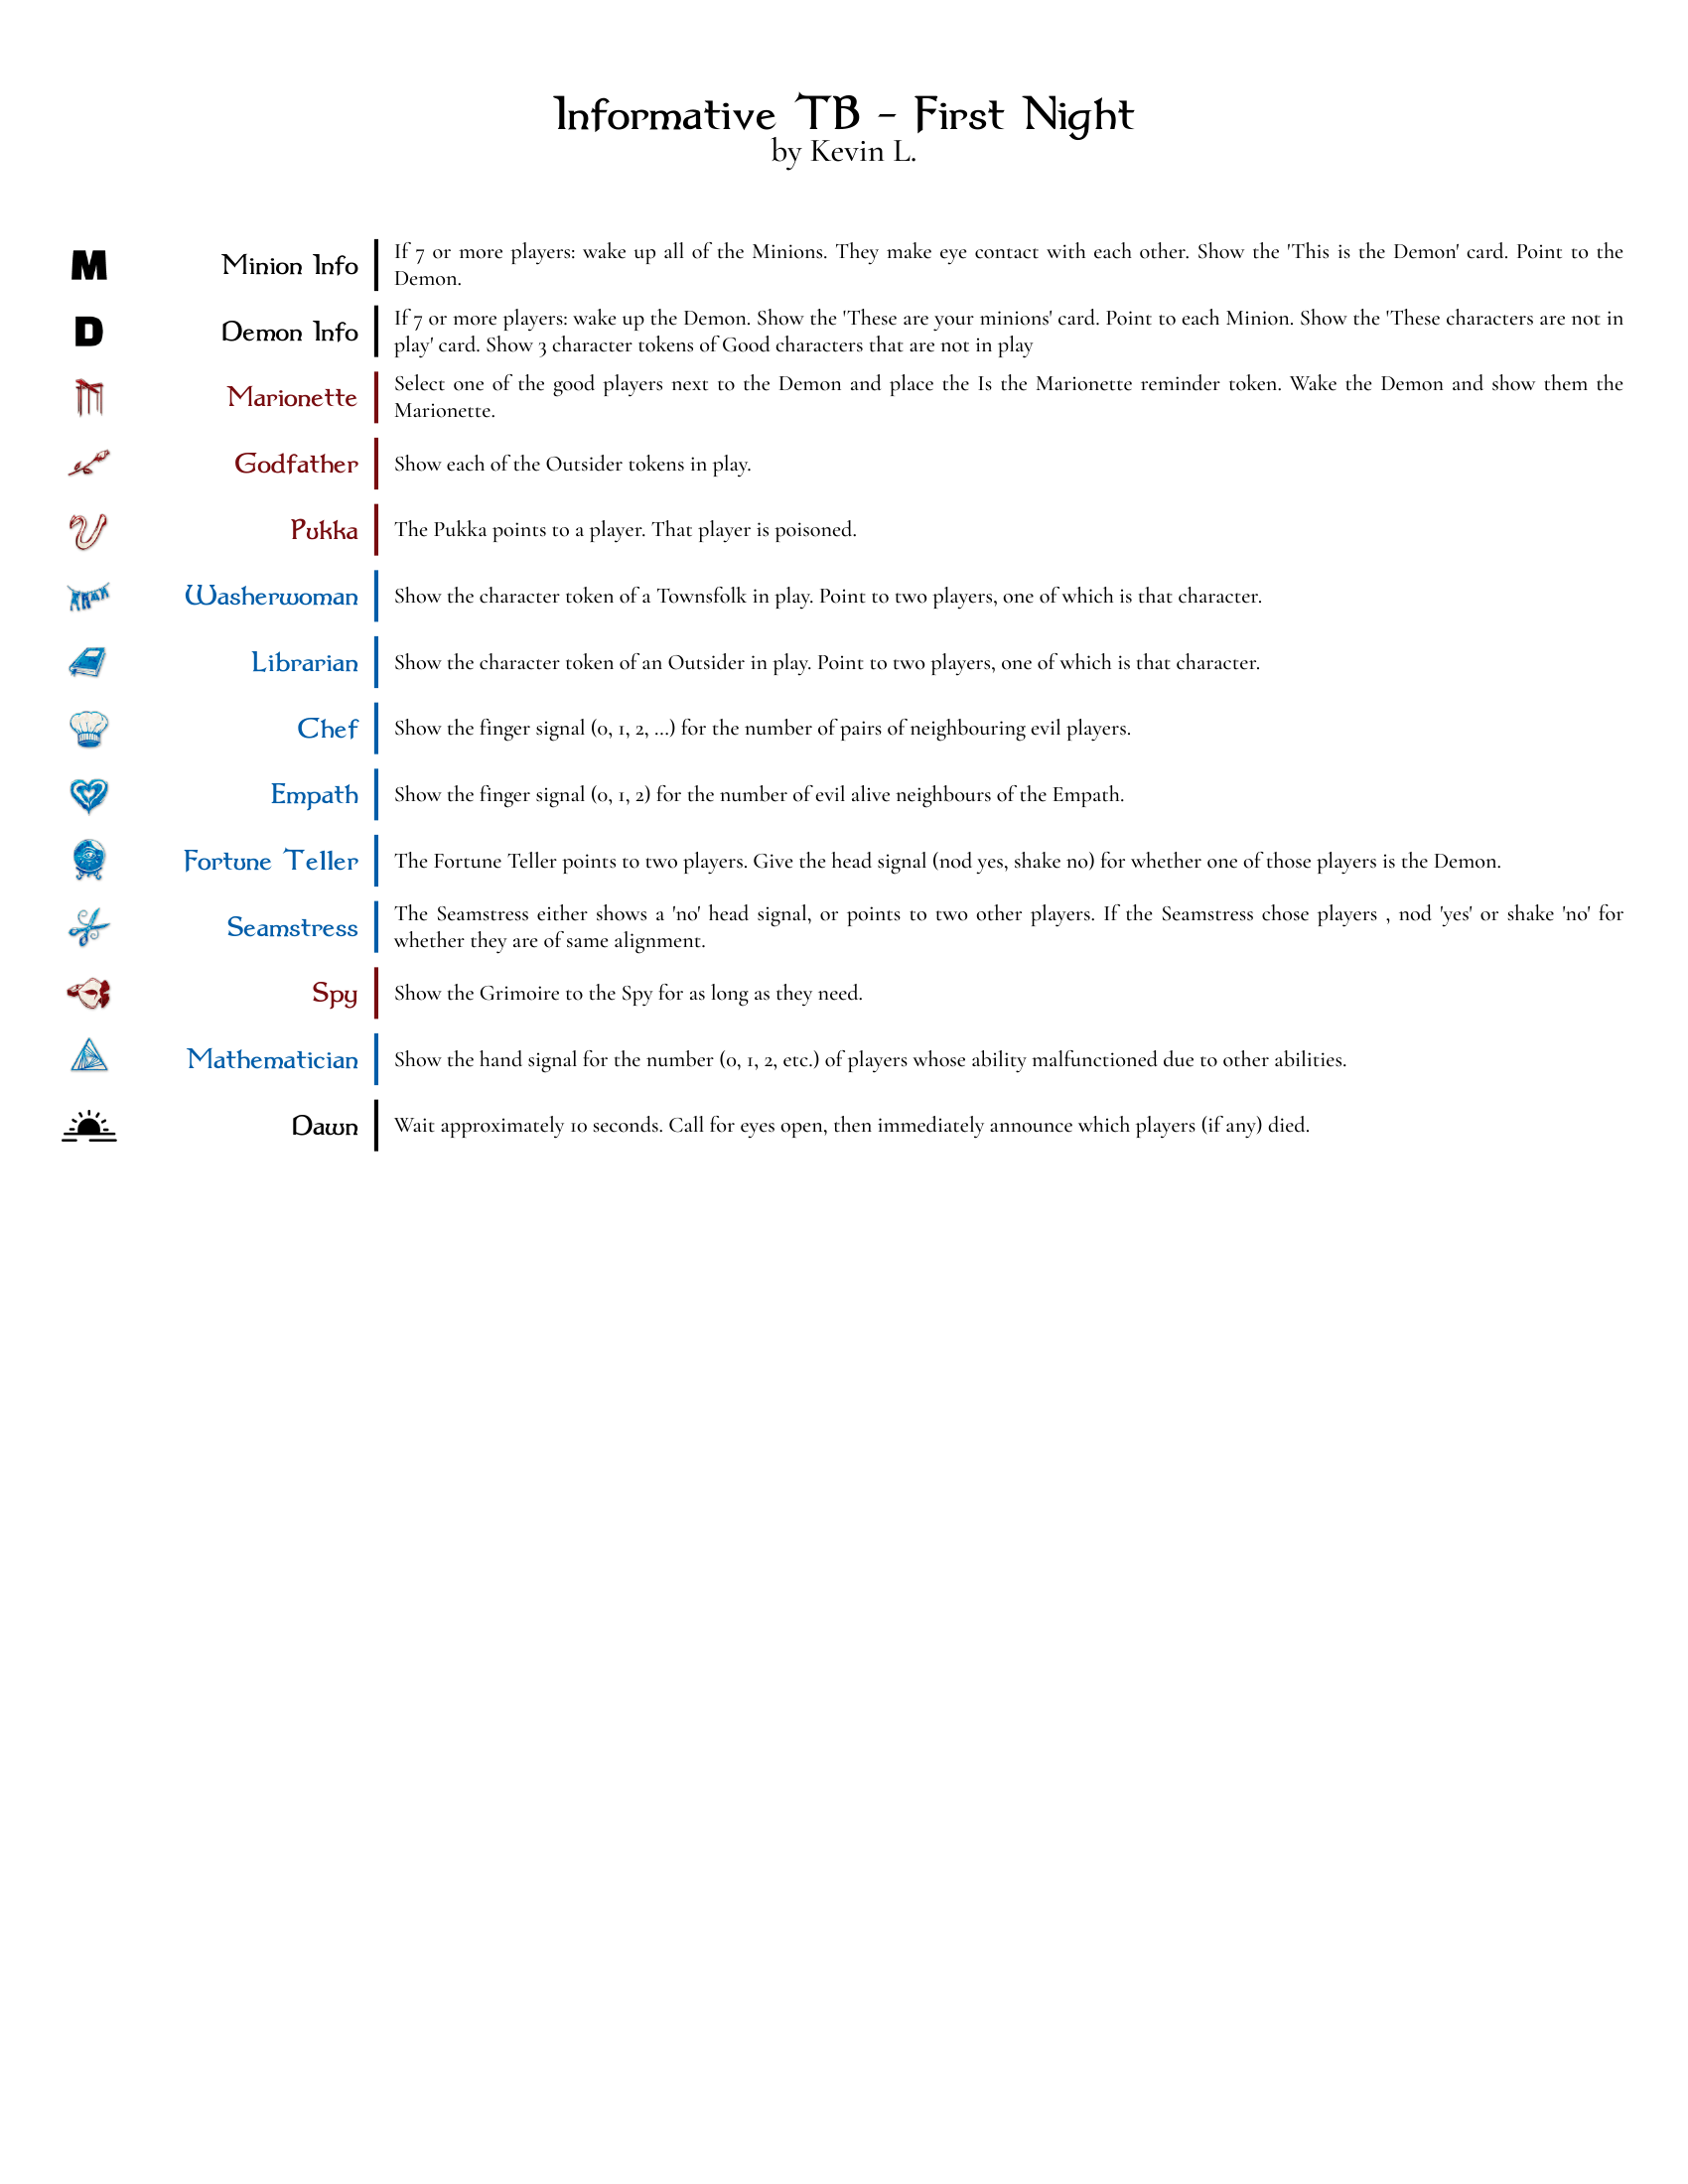 Informative TB - First Night
by Kevin L.
M
Minion Info
If 7 or more players: wake up all of the Minions. They make eye contact with each other. Show the 'This is the Demon' card. Point to the
Demon.
D
Demon Info
If 7 or more players: wake up the Demon. Show the 'These are your minions' card. Point to each Minion. Show the 'These characters are not in
play' card. Show 3 character tokens of Good characters that are not in play
Marionette
Select one of the good players next to the Demon and place the Is the Marionette reminder token. Wake the Demon and show them the
Marionette.
Godfather
Show each of the Outsider tokens in play.
Pukka
The Pukka points to a player. That player is poisoned.
Washerwoman
Show the character token of a Townsfolk in play. Point to two players, one of which is that character.
Librarian
Show the character token of an Outsider in play. Point to two players, one of which is that character.
Chef
Show the finger signal (0, 1, 2, ...) for the number of pairs of neighbouring evil players.
Empath
Show the finger signal (0, 1, 2) for the number of evil alive neighbours of the Empath.
Fortune Teller
The Fortune Teller points to two players. Give the head signal (nod yes, shake no) for whether one of those players is the Demon.
Seamstress
The Seamstress either shows a 'no' head signal, or points to two other players. If the Seamstress chose players , nod 'yes' or shake 'no' for
whether they are of same alignment.
Spy
Show the Grimoire to the Spy for as long as they need.
Mathematician
Show the hand signal for the number (0, 1, 2, etc.) of players whose ability malfunctioned due to other abilities.
Dawn
Wait approximately 10 seconds. Call for eyes open, then immediately announce which players (if any) died.